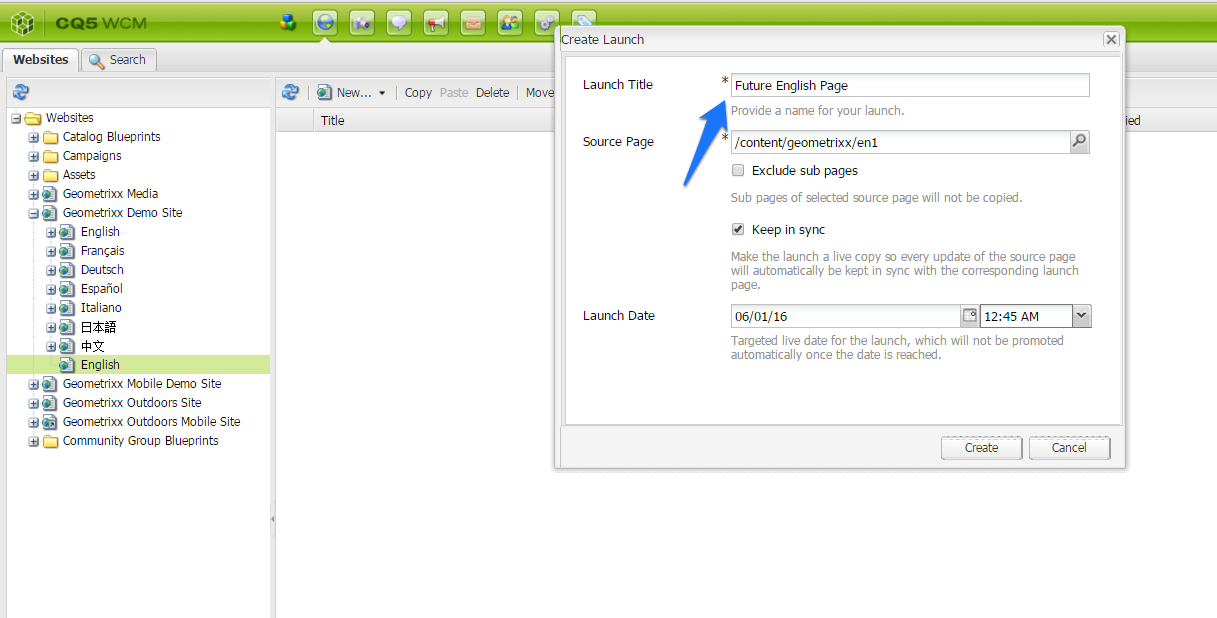 CQ5 WCM
Websites
Search
New...
Copy
Paste
Delete
Move
Title
ied
Websites
Catalog Blueprints
Campaigns
Assets
Geometrixx Media
Geometrixx Demo Site
English
Français
Deutsch
Español
Italiano
日本語
中文
English
Geometrixx Mobile Demo Site
Geometrixx Outdoors Site
Geometrixx Outdoors Mobile Site
Community Group Blueprints
Create Launch
Launch Title * Future English Page
Provide a name for your launch.
Source Page * /content/geometrixx/en1
Exclude sub pages
Sub pages of selected source page will not be copied.
Keep in sync
Make the launch a live copy so every update of the source page
will automatically be kept in sync with the corresponding launch
page.
Launch Date 06/01/16 12:45 AM
Targeted live date for the launch, which will not be promoted
automatically once the date is reached.
Create
Cancel